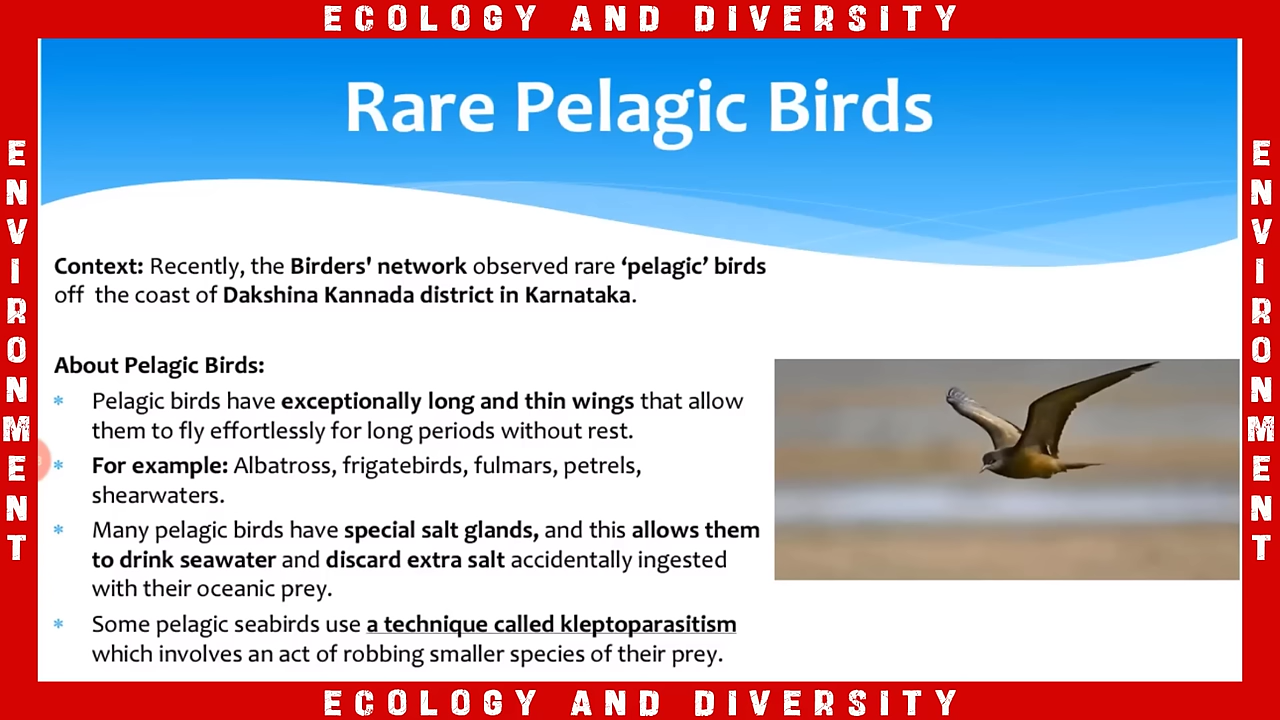 ECOLOGY AND DIVERSITY
Rare Pelagic Birds
ENVIRONMENT
ENVIRONMENT
Context: Recently, the Birders' network observed rare ‘pelagic’ birds
off the coast of Dakshina Kannada district in Karnataka.
About Pelagic Birds:
* Pelagic birds have exceptionally long and thin wings that allow
them to fly effortlessly for long periods without rest.
* For example: Albatross, frigatebirds, fulmars, petrels,
shearwaters.
* Many pelagic birds have special salt glands, and this allows them
to drink seawater and discard extra salt accidentally ingested
with their oceanic prey.
* Some pelagic seabirds use a technique called kleptoparasitism
which involves an act of robbing smaller species of their prey.
ECOLOGY AND DIVERSITY